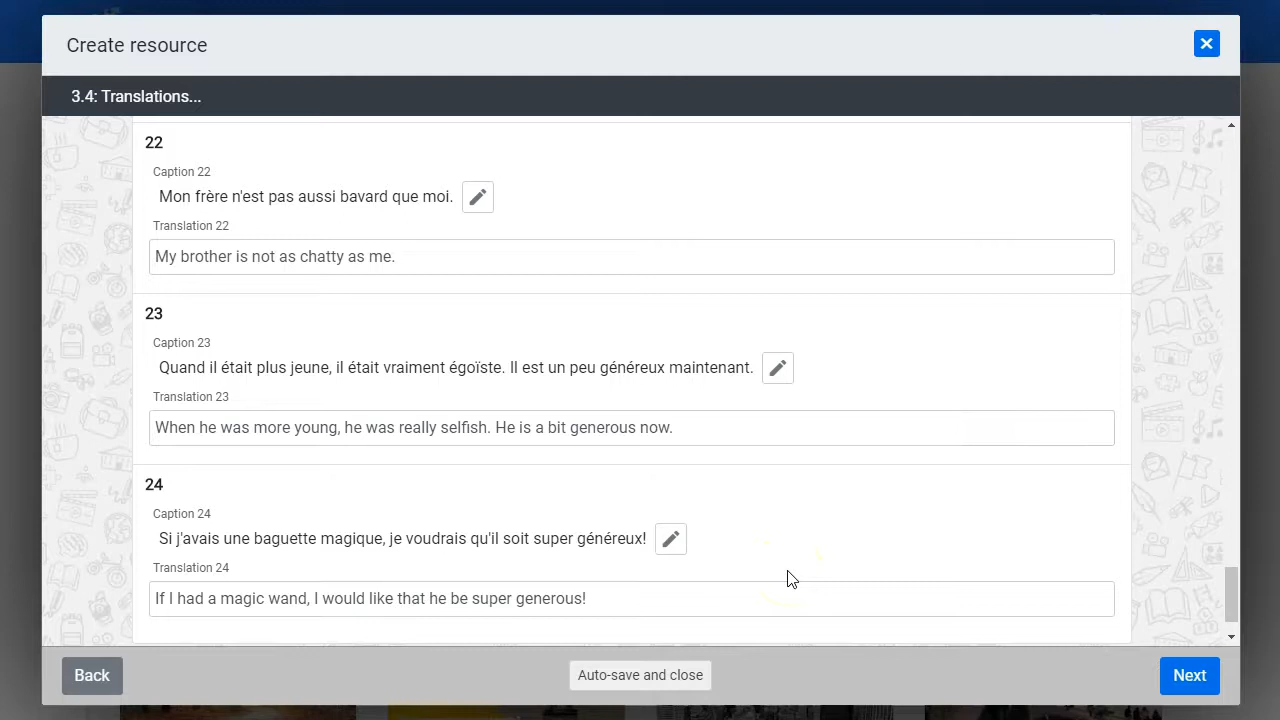 Create resource
3.4: Translations...
22
Caption 22
Mon frère n'est pas aussi bavard que moi.
Translation 22
My brother is not as chatty as me.
23
Caption 23
Quand il était plus jeune, il était vraiment égoïste. Il est un peu généreux maintenant.
Translation 23
When he was more young, he was really selfish. He is a bit generous now.
24
Caption 24
Si j'avais une baguette magique, je voudrais qu'il soit super généreux!
Translation 24
If I had a magic wand, I would like that he be super generous!
Back
Auto-save and close
Next